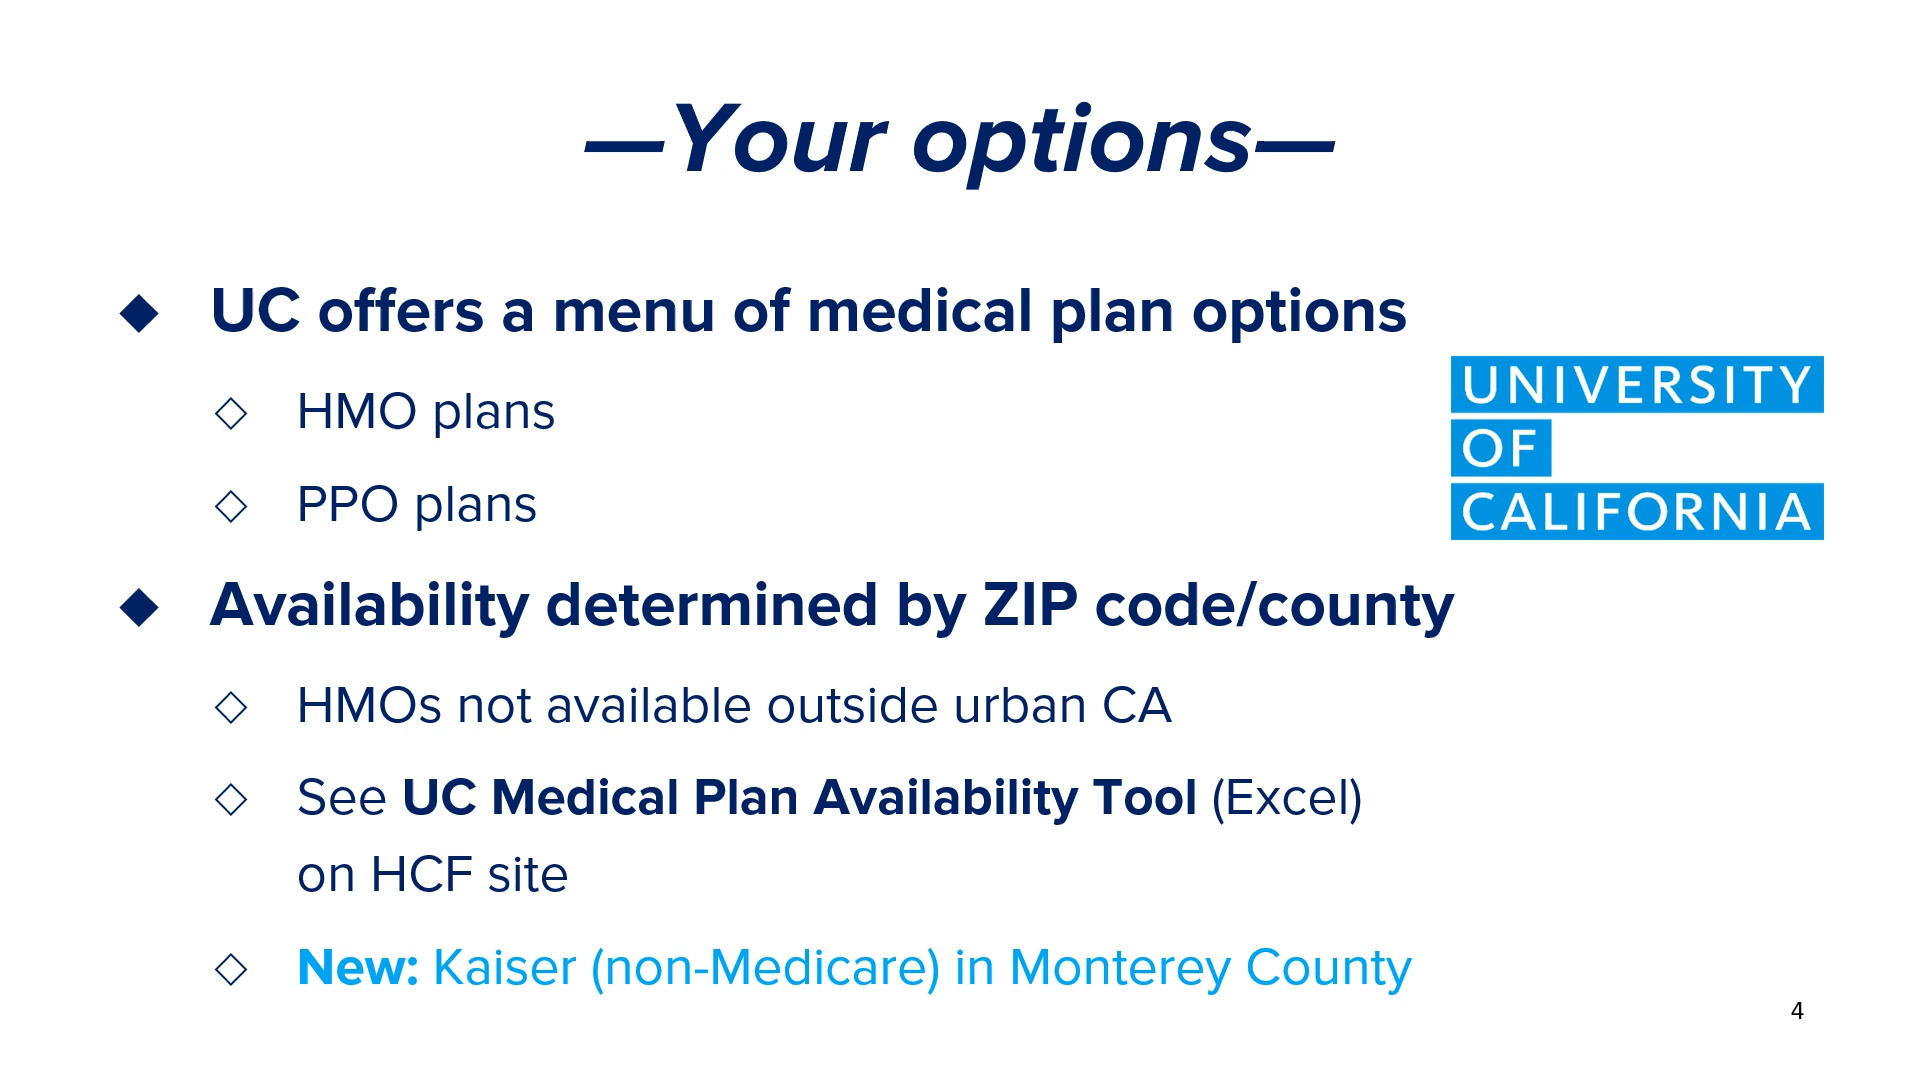 —Your options—
◆ UC offers a menu of medical plan options
◇ HMO plans
◇ PPO plans
UNIVERSITY
OF
CALIFORNIA
◆ Availability determined by ZIP code/county
◇ HMOs not available outside urban CA
◇ See UC Medical Plan Availability Tool (Excel)
on HCF site
◇ New: Kaiser (non-Medicare) in Monterey County
4